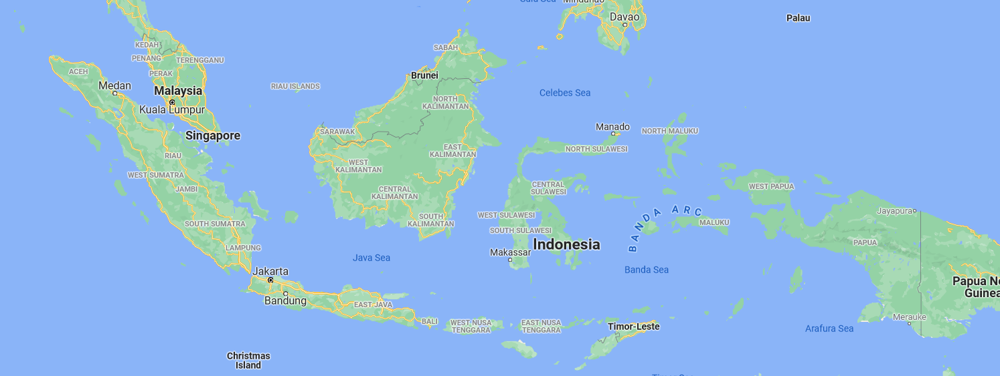 Sulu Sea
Mindanao
Davao
Palau
KEDAH
SABAH
PENANG
TERENGGANU
ACEH
PERAK
Brunei
Medan
RIAU ISLANDS
Malaysia
Celebes Sea
NORTH
KALIMANTAN
Kuala Lumpur
Manado
SARAWAK
NORTH MALUKU
Singapore
NORTH SULAWESI
EAST
KALIMANTAN
RIAU
WEST
KALIMANTAN
WEST SUMATRA
JAMBI
CENTRAL
SULAWESI
WEST PAPUA
CENTRAL
KALIMANTAN
BANDA ARC
Jayapura
WEST SULAWESI
SOUTH
KALIMANTAN
SOUTH SUMATRA
MALUKU
SOUTH SULAWESI
Indonesia
PAPUA
LAMPUNG
Makassar
Java Sea
Banda Sea
Jakarta
Papua Ne
Guinea
Bandung
EAST JAVA
Merauke
BALI
WEST NUSA
TENGGARA
EAST NUSA
TENGGARA
Timor-Leste
Arafura Sea
Christmas
Island